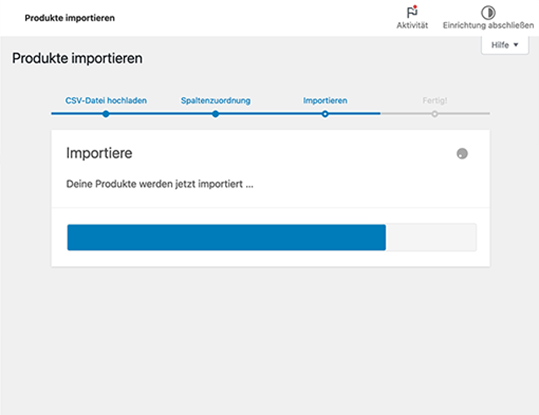 Produkte importieren
Aktivität
Einrichtung abschließen
Hilfe
Produkte importieren
CSV-Datei hochladen
Spaltenzuordnung
Importieren
Fertig!
Importiere
Deine Produkte werden jetzt importiert ...